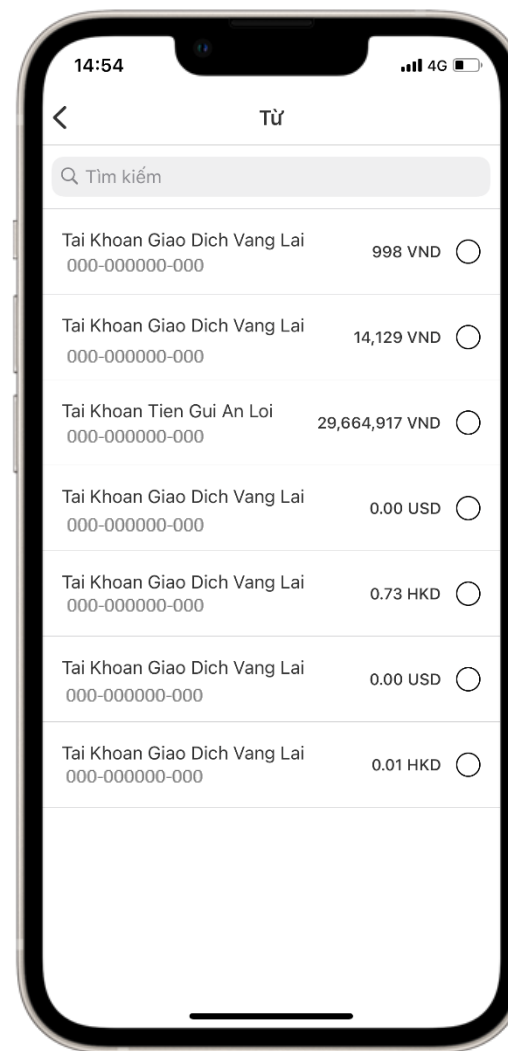 14:54
4G
Từ
Tìm kiếm
Tai Khoan Giao Dich Vang Lai
000-000000-000
998 VND
Tai Khoan Giao Dich Vang Lai
000-000000-000
14,129 VND
Tai Khoan Tien Gui An Loi
000-000000-000
29,664,917 VND
Tai Khoan Giao Dich Vang Lai
000-000000-000
0.00 USD
Tai Khoan Giao Dich Vang Lai
000-000000-000
0.73 HKD
Tai Khoan Giao Dich Vang Lai
000-000000-000
0.00 USD
Tai Khoan Giao Dich Vang Lai
000-000000-000
0.01 HKD